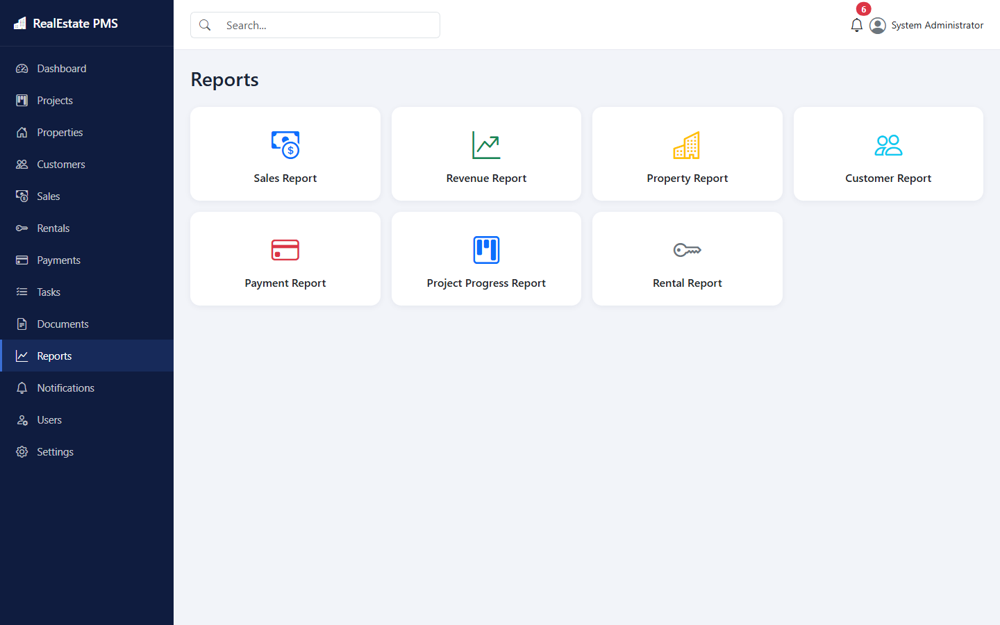 RealEstate PMS
Dashboard
Projects
Properties
Customers
Sales
Rentals
Payments
Tasks
Documents
Reports
Notifications
Users
Settings
Search...
6
System Administrator
Reports
Sales Report
Revenue Report
Property Report
Customer Report
Payment Report
Project Progress Report
Rental Report